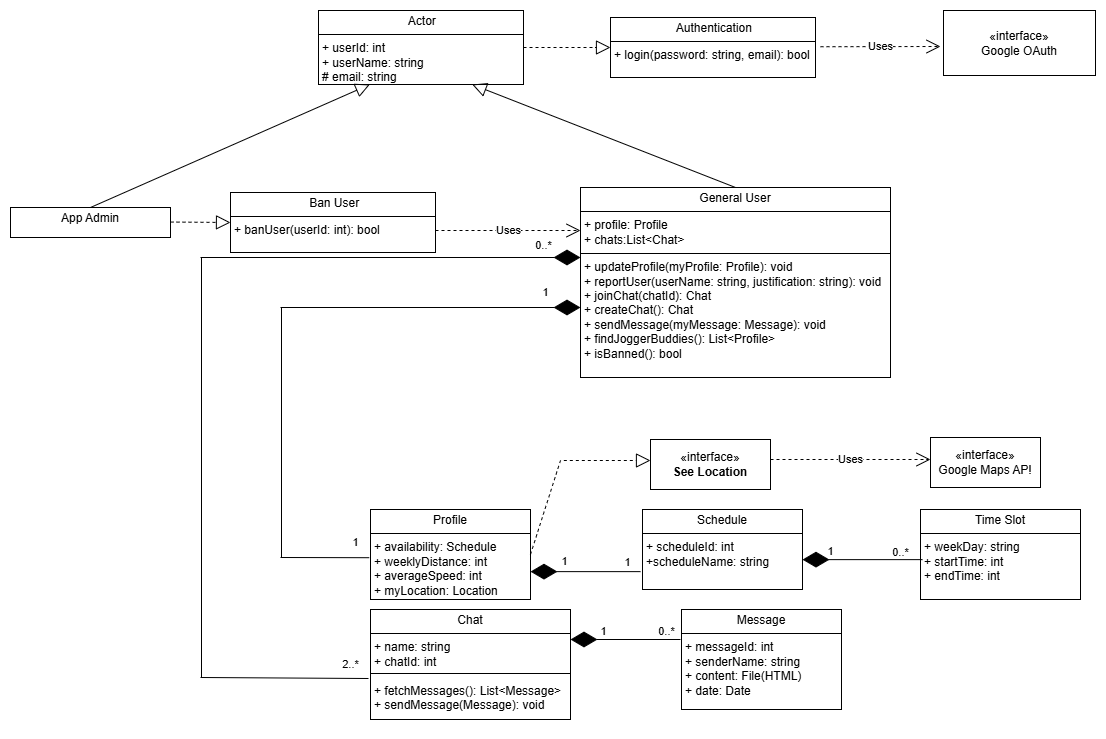 Actor
+ userId: int
+ userName: string
# email: string
Authentication
+ login(password: string, email): bool
Uses
«interface»
Google OAuth
App Admin
Ban User
+ banUser(userId: int): bool
Uses
General User
+ profile: Profile
+ chats:List<Chat>
+ updateProfile(myProfile: Profile): void
+ reportUser(userName: string, justification: string): void
+ joinChat(chatId): Chat
+ createChat(): Chat
+ sendMessage(myMessage: Message): void
+ findJoggerBuddies(): List<Profile>
+ isBanned(): bool
0..*
1
«interface»
See Location
Uses
«interface»
Google Maps API!
1
Profile
+ availability: Schedule
+ weeklyDistance: int
+ averageSpeed: int
+ myLocation: Location
1
1
Schedule
+ scheduleId: int
+scheduleName: string
1
0..*
Time Slot
+ weekDay: string
+ startTime: int
+ endTime: int
2..*
Chat
+ name: string
+ chatId: int
+ fetchMessages(): List<Message>
+ sendMessage(Message): void
1
0..*
Message
+ messageId: int
+ senderName: string
+ content: File(HTML)
+ date: Date